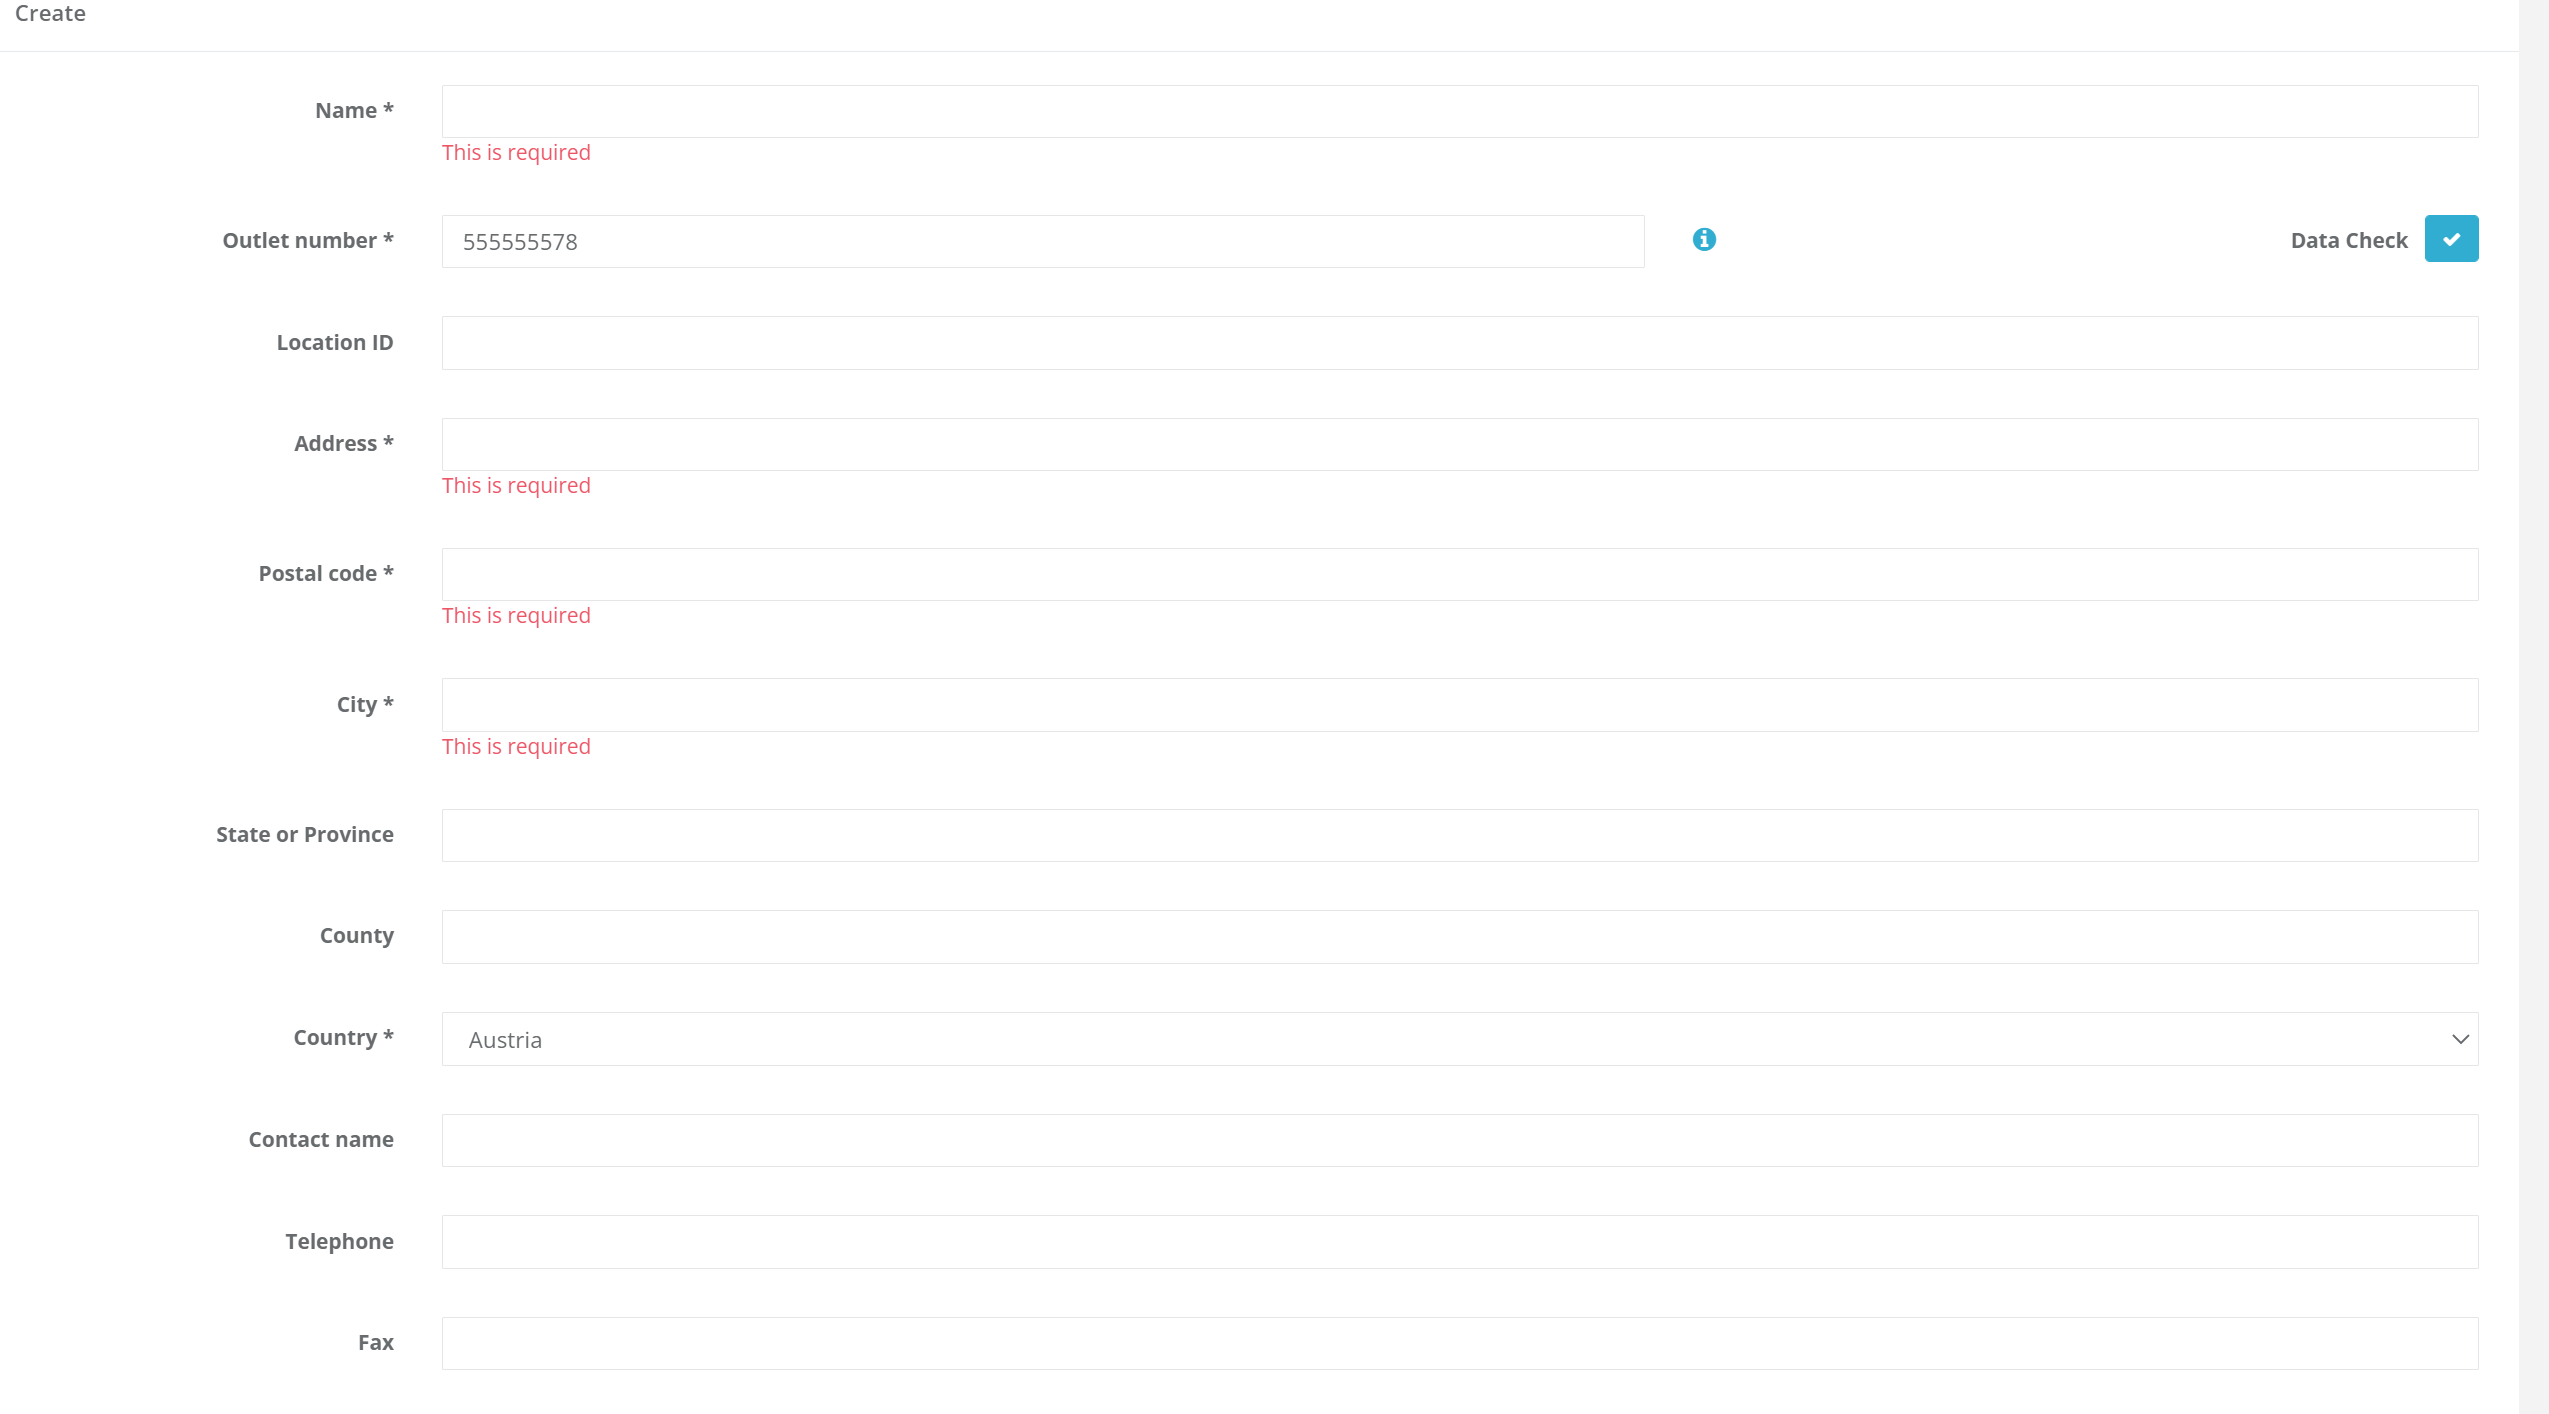 Create
Name *
This is required
Outlet number *
555555578
Data Check
Location ID
Address *
This is required
Postal code *
This is required
City *
This is required
State or Province
County
Country *
Austria
Contact name
Telephone
Fax